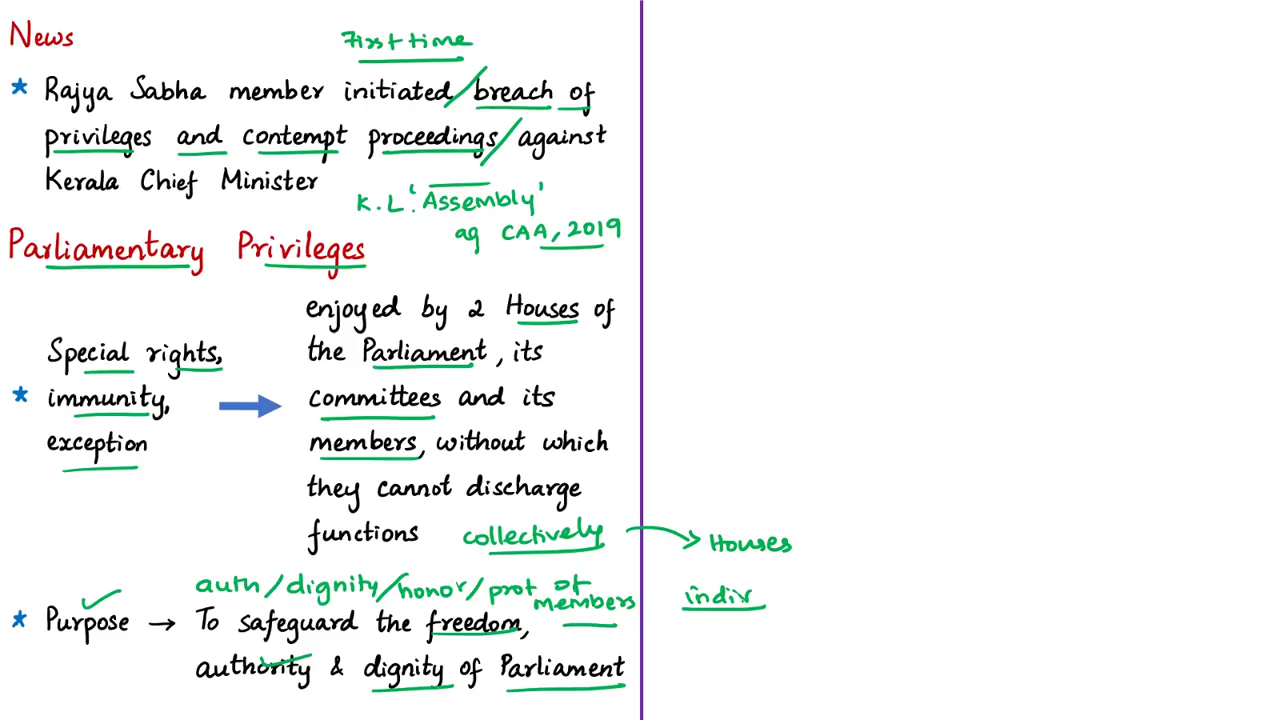 News
First time
* Rajya Sabha member initiated / breach of
privileges and contempt proceedings / against
Kerala Chief Minister
K.L. 'Assembly'
ag CAA, 2019
Parliamentary Privileges
Special rights,
* immunity,
exception
enjoyed by 2 Houses of
the Parliament, its
committees and its
members, without which
they cannot discharge
functions collectively
Houses
indiv
auth/dignity/honor/prot of
members
* Purpose → To safeguard the freedom,
authority & dignity of Parliament